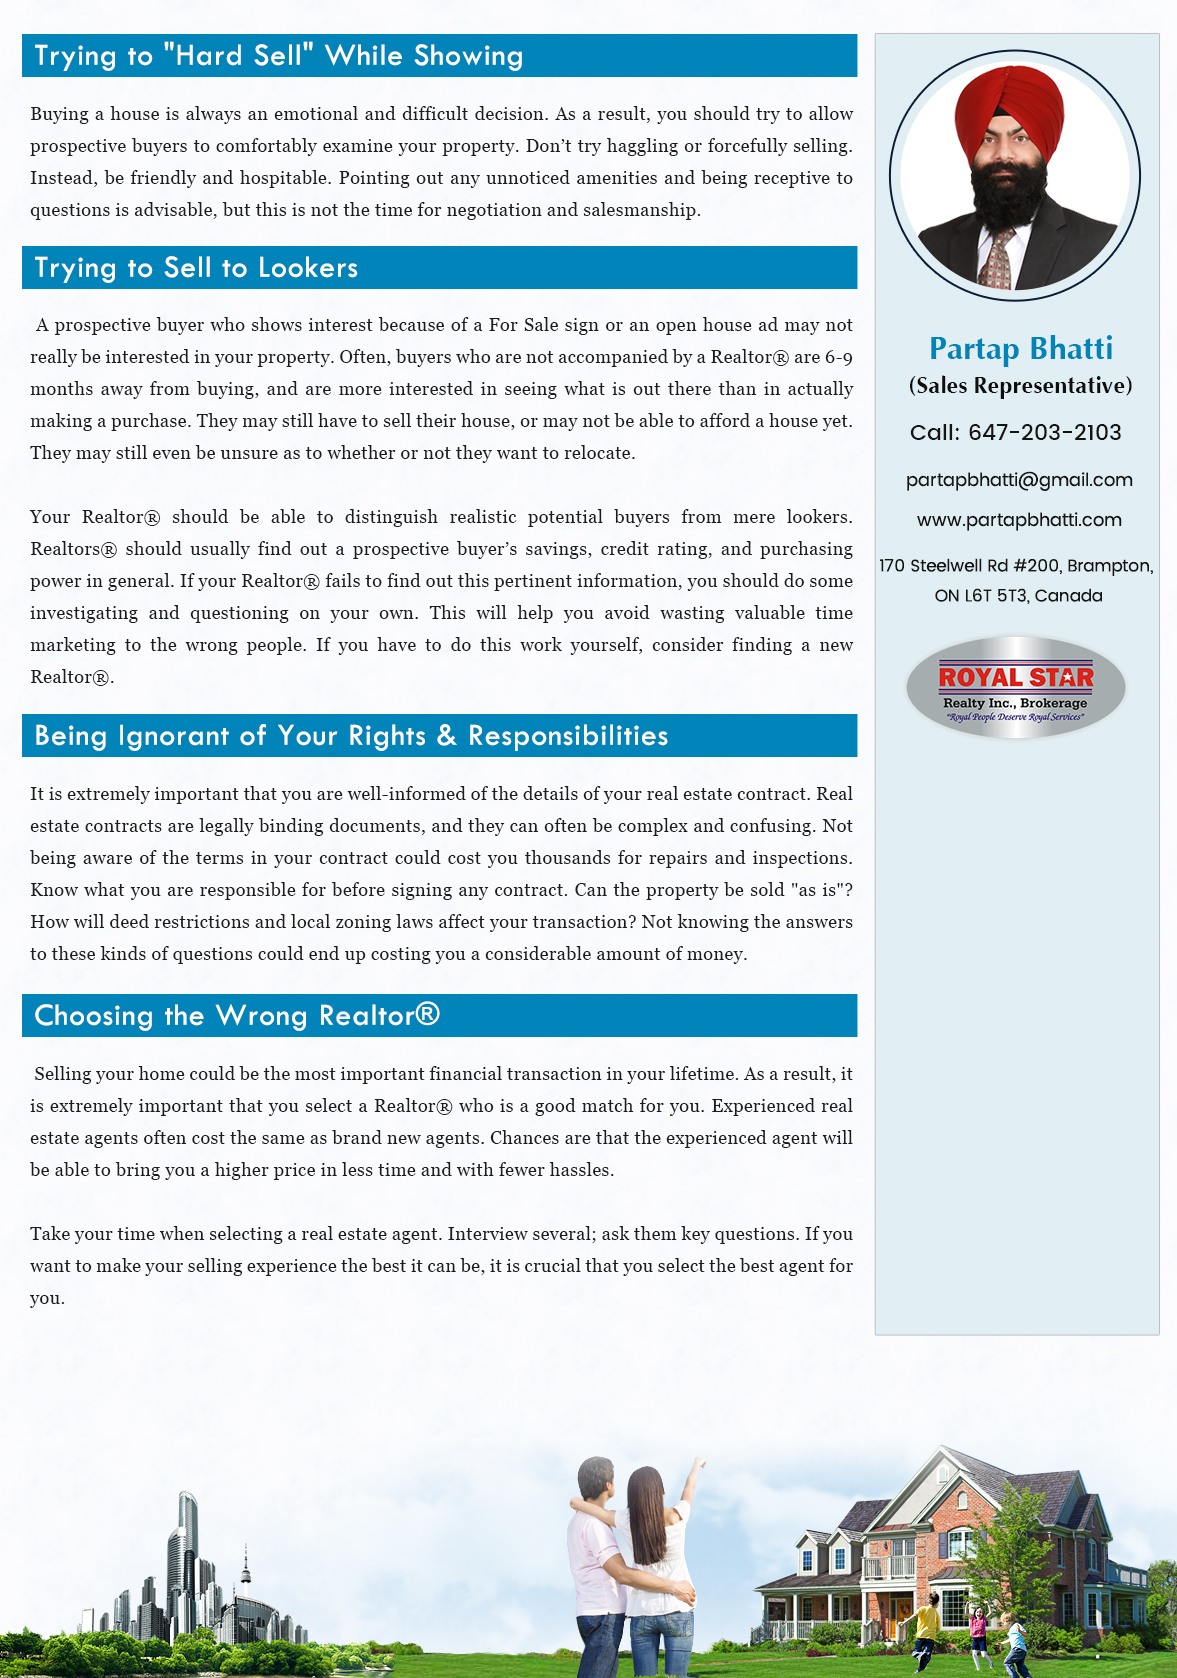 Trying to "Hard Sell" While Showing
Buying a house is always an emotional and difficult decision. As a result, you should try to allow
prospective buyers to comfortably examine your property. Don’t try haggling or forcefully selling.
Instead, be friendly and hospitable. Pointing out any unnoticed amenities and being receptive to
questions is advisable, but this is not the time for negotiation and salesmanship.
Trying to Sell to Lookers
A prospective buyer who shows interest because of a For Sale sign or an open house ad may not
really be interested in your property. Often, buyers who are not accompanied by a Realtor® are 6-9
months away from buying, and are more interested in seeing what is out there than in actually
making a purchase. They may still have to sell their house, or may not be able to afford a house yet.
They may still even be unsure as to whether or not they want to relocate.
Your Realtor® should be able to distinguish realistic potential buyers from mere lookers.
Realtors® should usually find out a prospective buyer’s savings, credit rating, and purchasing
power in general. If your Realtor® fails to find out this pertinent information, you should do some
investigating and questioning on your own. This will help you avoid wasting valuable time
marketing to the wrong people. If you have to do this work yourself, consider finding a new
Realtor®.
Being Ignorant of Your Rights & Responsibilities
It is extremely important that you are well-informed of the details of your real estate contract. Real
estate contracts are legally binding documents, and they can often be complex and confusing. Not
being aware of the terms in your contract could cost you thousands for repairs and inspections.
Know what you are responsible for before signing any contract. Can the property be sold "as is"?
How will deed restrictions and local zoning laws affect your transaction? Not knowing the answers
to these kinds of questions could end up costing you a considerable amount of money.
Choosing the Wrong Realtor®
Selling your home could be the most important financial transaction in your lifetime. As a result, it
is extremely important that you select a Realtor® who is a good match for you. Experienced real
estate agents often cost the same as brand new agents. Chances are that the experienced agent will
be able to bring you a higher price in less time and with fewer hassles.
Take your time when selecting a real estate agent. Interview several; ask them key questions. If you
want to make your selling experience the best it can be, it is crucial that you select the best agent for
you.
Partap Bhatti
(Sales Representative)
Call: 647-203-2103
partapbhatti@gmail.com
www.partapbhatti.com
170 Steelwell Rd #200, Brampton,
ON L6T 5T3, Canada
ROYAL STAR
Realty Inc., Brokerage
"Royal People Deserve Royal Services"